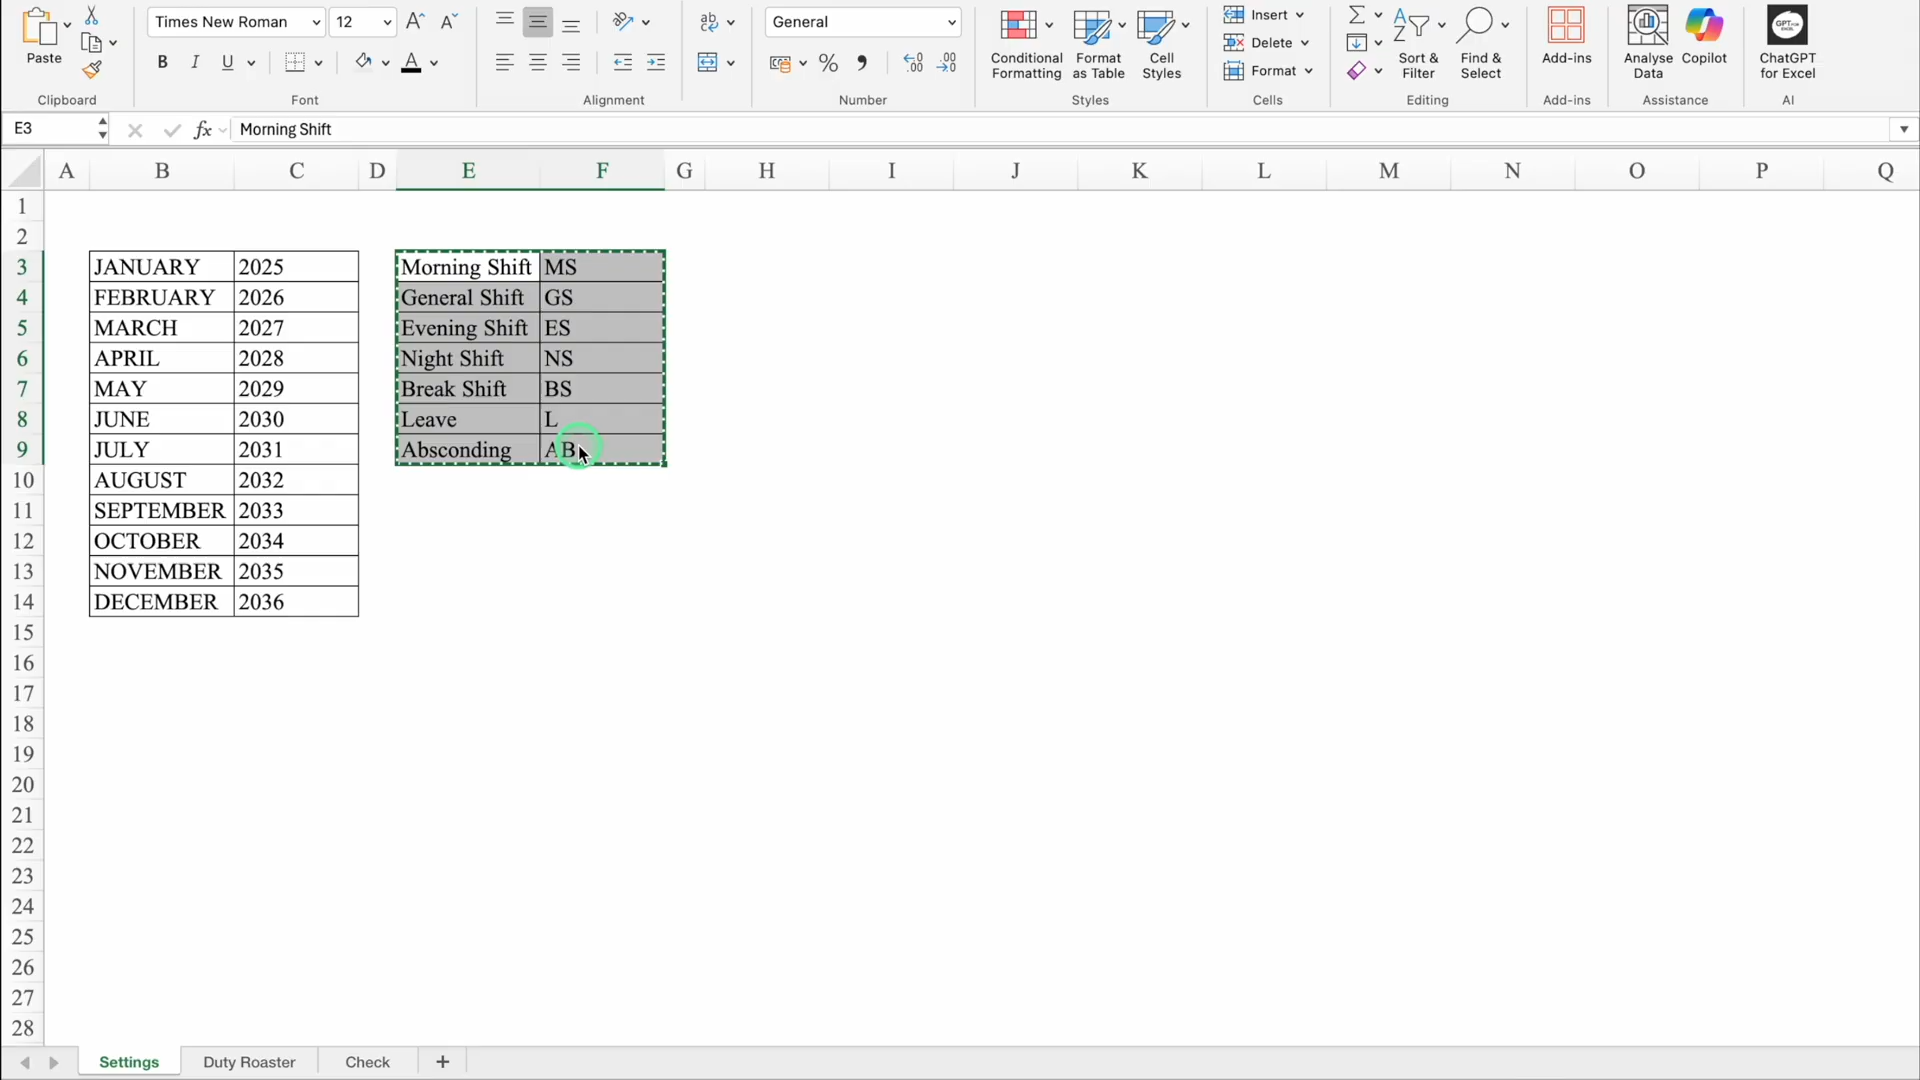 Times New Roman 12 A A ab General Insert
Paste B I U A % Delete
Conditional Formatting Format as Table Cell Styles Format Sort & Filter Find & Select Add-ins Analyse Data Copilot ChatGPT for Excel
Clipboard Font Alignment Number Styles Cells Editing Add-ins Assistance AI
E3 fx Morning Shift
A B C D E F G H I J K L M N O P Q
1
2
3 JANUARY 2025 Morning Shift MS
4 FEBRUARY 2026 General Shift GS
5 MARCH 2027 Evening Shift ES
6 APRIL 2028 Night Shift NS
7 MAY 2029 Break Shift BS
8 JUNE 2030 Leave L
9 JULY 2031 Absconding AB
10 AUGUST 2032
11 SEPTEMBER 2033
12 OCTOBER 2034
13 NOVEMBER 2035
14 DECEMBER 2036
15
16
17
18
19
20
21
22
23
24
25
26
27
28
Settings Duty Roaster Check +